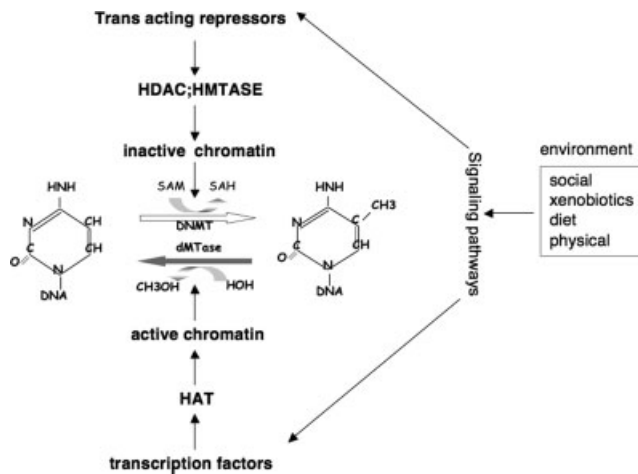 Trans acting repressors
HDAC;HMTASE
inactive chromatin
SAM SAH
DNMT
dMTase
CH3OH HOH
active chromatin
HAT
transcription factors
HNH
N
C
CH
C
CH
O
N
DNA
HNH
CH3
N
C
C
CH
O
N
DNA
Signaling pathways
environment
social
xenobiotics
diet
physical